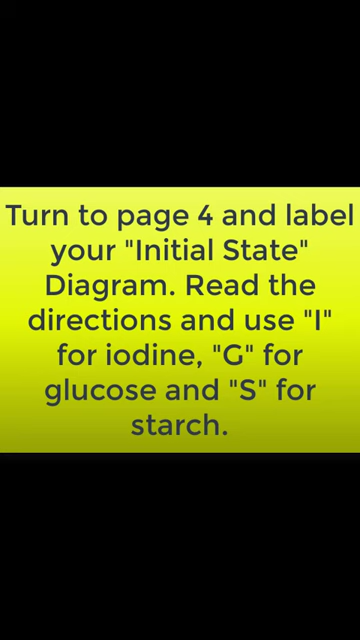 Turn to page 4 and label
your "Initial State"
Diagram. Read the
directions and use "I"
for iodine, "G" for
glucose and "S" for
starch.